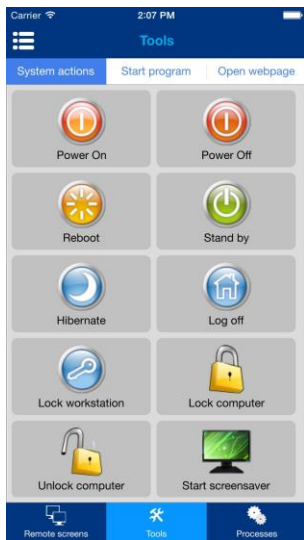 Carrier 2:07 PM
Tools
System actions Start program Open webpage
Power On Power Off
Reboot Stand by
Hibernate Log off
Lock workstation Lock computer
Unlock computer Start screensaver
Remote screens Tools Processes